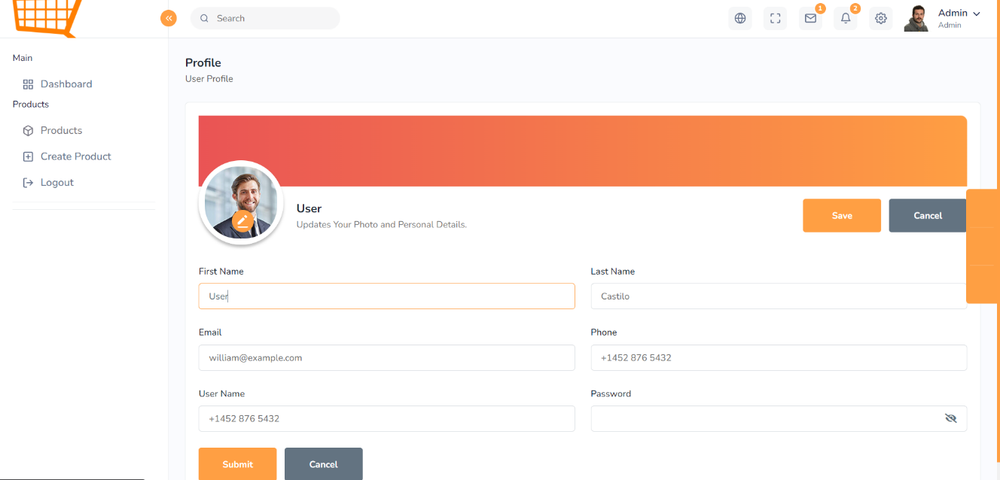 Search
1
2
Admin
Admin
Main
Dashboard
Products
Products
Create Product
Logout
Profile
User Profile
User
Updates Your Photo and Personal Details.
Save
Cancel
First Name
Last Name
User
Castilo
Email
Phone
william@example.com
+1452 876 5432
User Name
Password
+1452 876 5432
Submit
Cancel